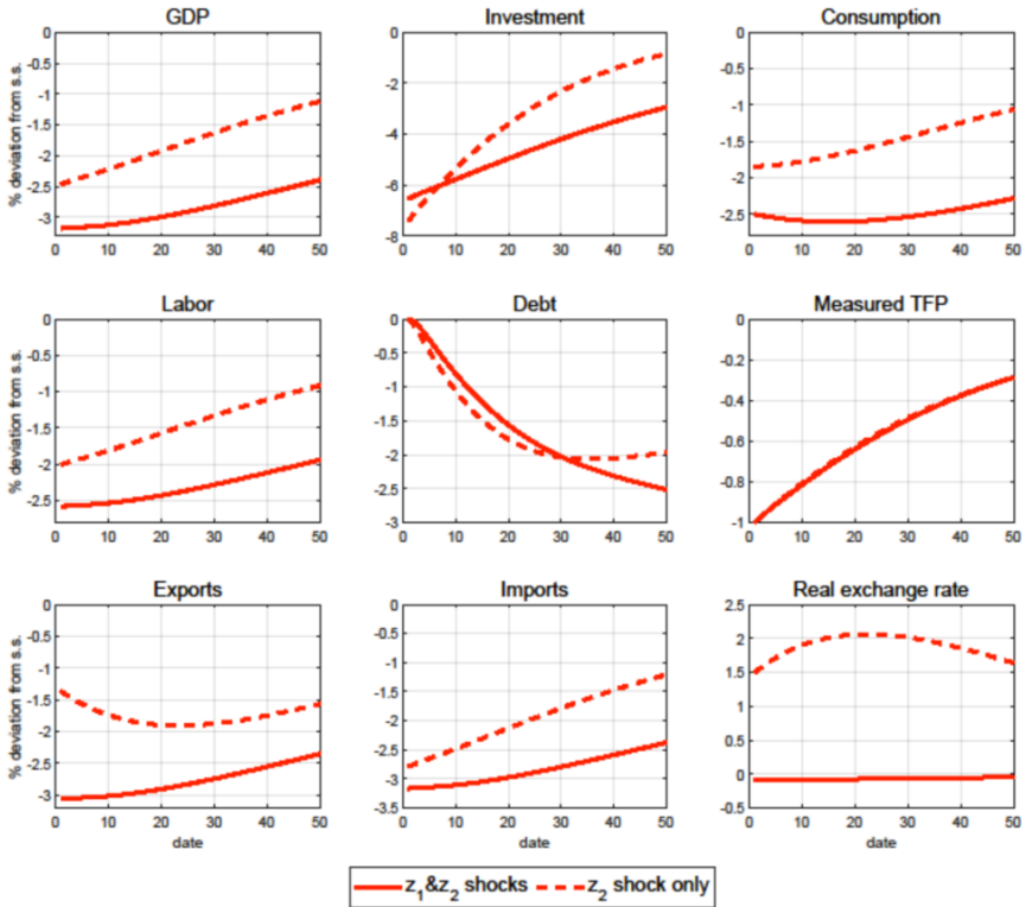 GDP
Investment
Consumption
% deviation from s.s.
0
-0.5
-1
-1.5
-2
-2.5
-3
0 10 20 30 40 50
0
-2
-4
-6
-8
0 10 20 30 40 50
0
-0.5
-1
-1.5
-2
-2.5
0 10 20 30 40 50
Labor
Debt
Measured TFP
% deviation from s.s.
0
-0.5
-1
-1.5
-2
-2.5
0 10 20 30 40 50
0
-0.5
-1
-1.5
-2
-2.5
-3
0 10 20 30 40 50
0
-0.2
-0.4
-0.6
-0.8
-1
0 10 20 30 40 50
Exports
Imports
Real exchange rate
% deviation from s.s.
0
-0.5
-1
-1.5
-2
-2.5
-3
0 10 20 30 40 50
date
0
-0.5
-1
-1.5
-2
-2.5
-3
-3.5
0 10 20 30 40 50
date
2.5
2
1.5
1
0.5
0
-0.5
0 10 20 30 40 50
date
z1&z2 shocks
z2 shock only